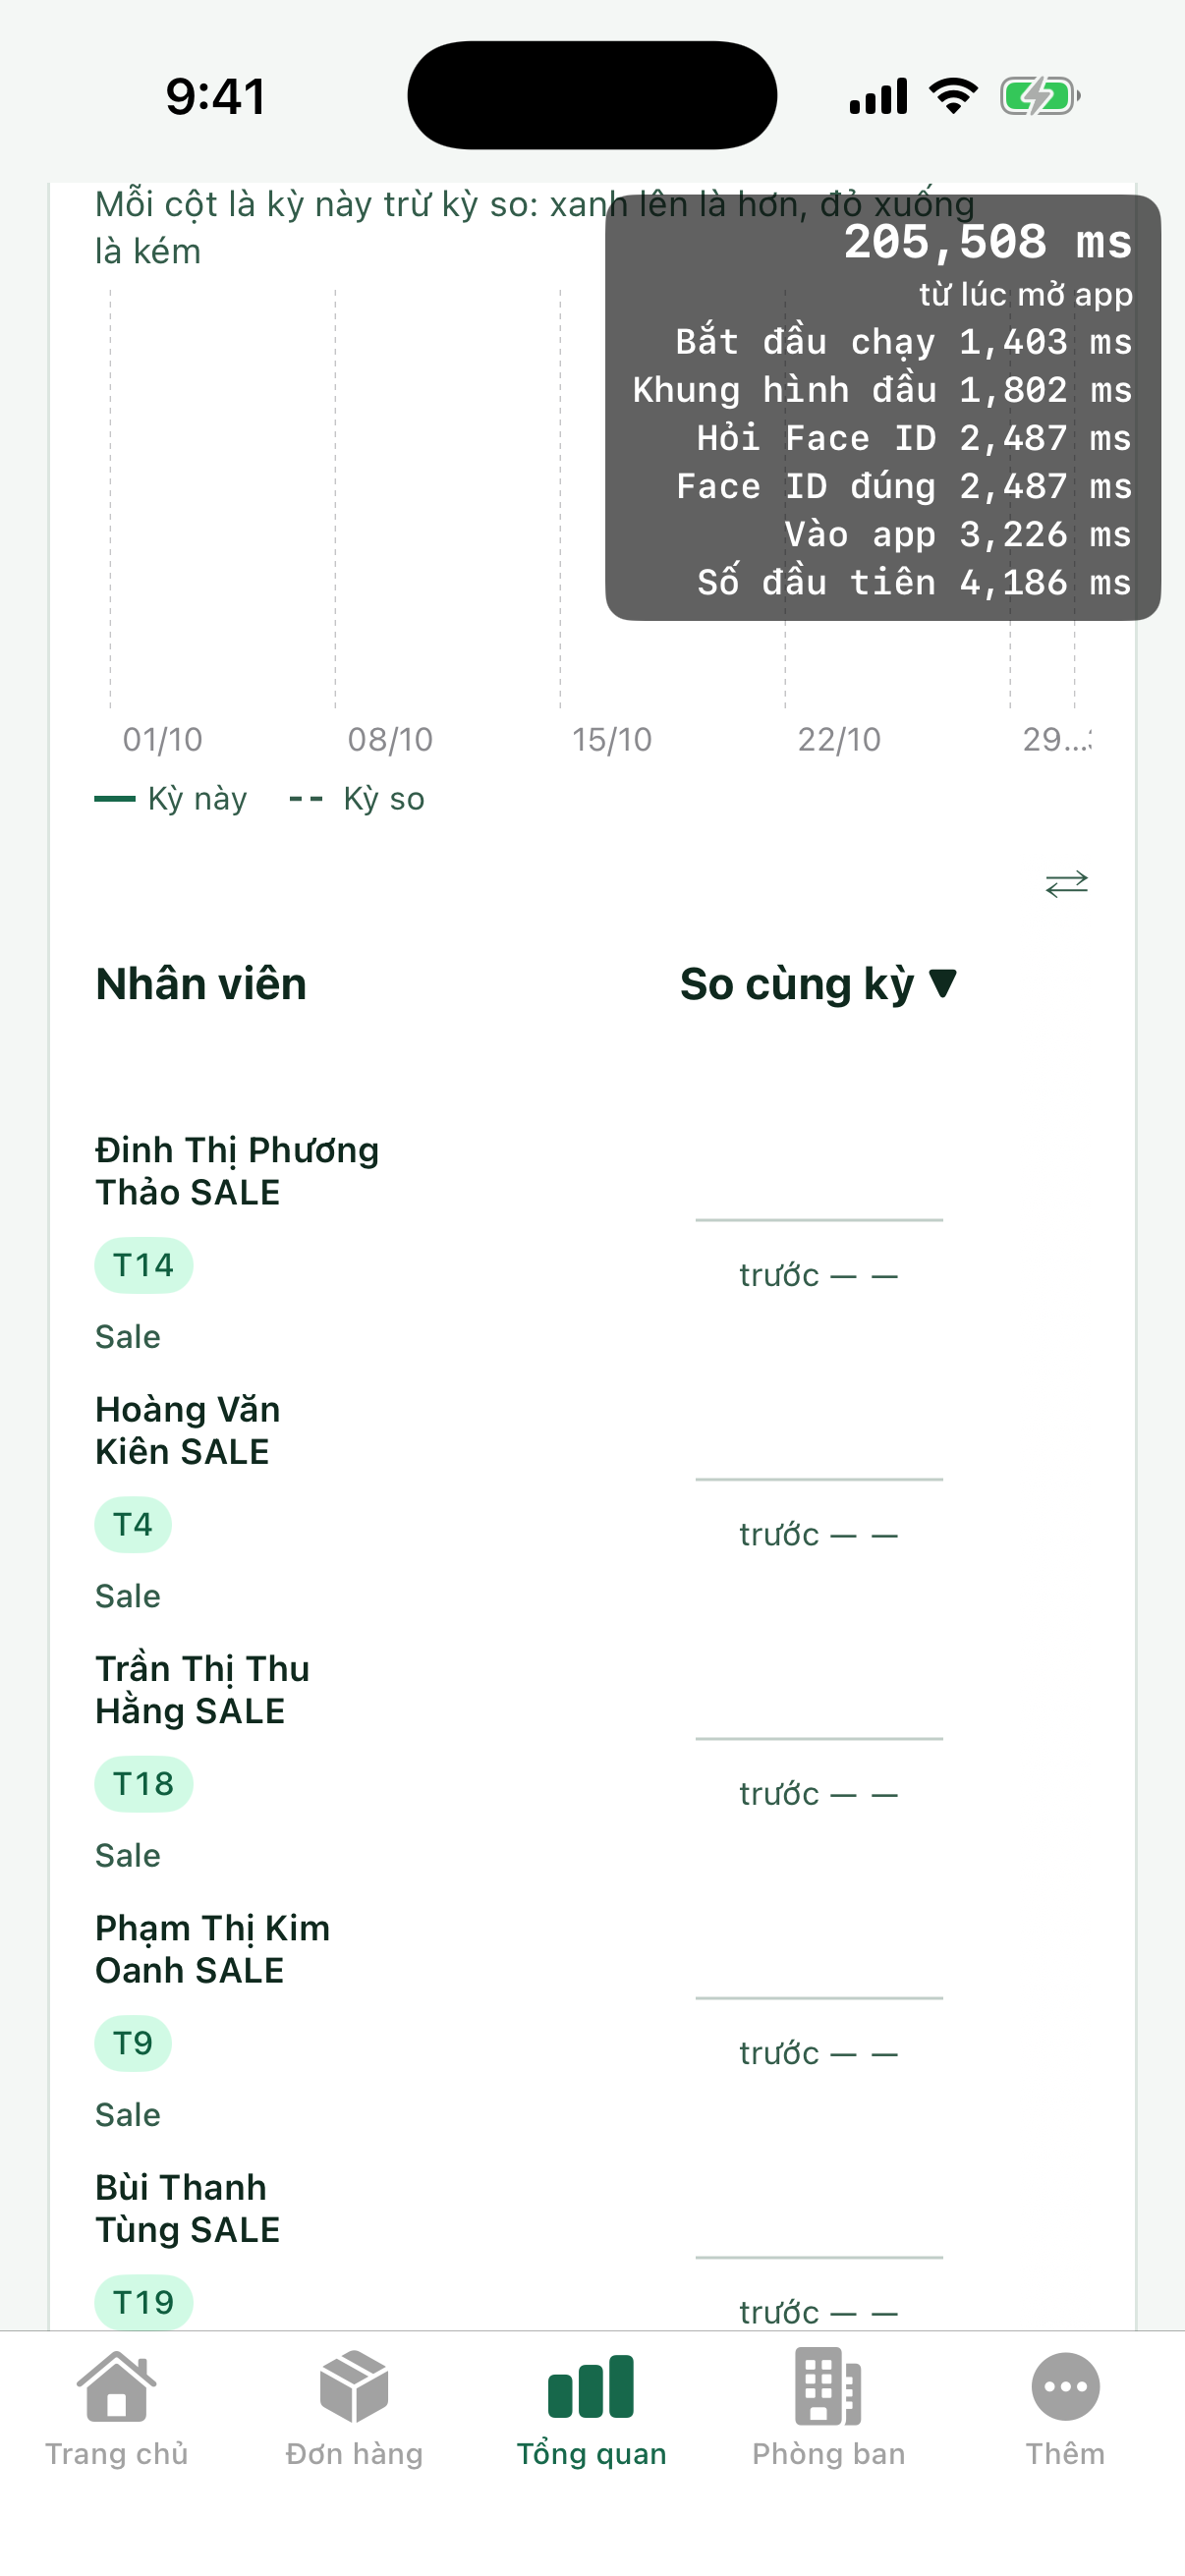 9:41
Mỗi cột là kỳ này trừ kỳ so: xanh lên là hơn, đỏ xuống
là kém
205,508 ms
từ lúc mở app
Bắt đầu chạy 1,403 ms
Khung hình đầu 1,802 ms
Hỏi Face ID 2,487 ms
Face ID đúng 2,487 ms
Vào app 3,226 ms
Số đầu tiên 4,186 ms
01/10 08/10 15/10 22/10 29...
Kỳ này -- Kỳ so
Nhân viên So cùng kỳ ▼
Đinh Thị Phương
Thảo SALE
T14
trước — —
Sale
Hoàng Văn
Kiên SALE
T4
trước — —
Sale
Trần Thị Thu
Hằng SALE
T18
trước — —
Sale
Phạm Thị Kim
Oanh SALE
T9
trước — —
Sale
Bùi Thanh
Tùng SALE
T19
trước — —
Trang chủ Đơn hàng Tổng quan Phòng ban Thêm